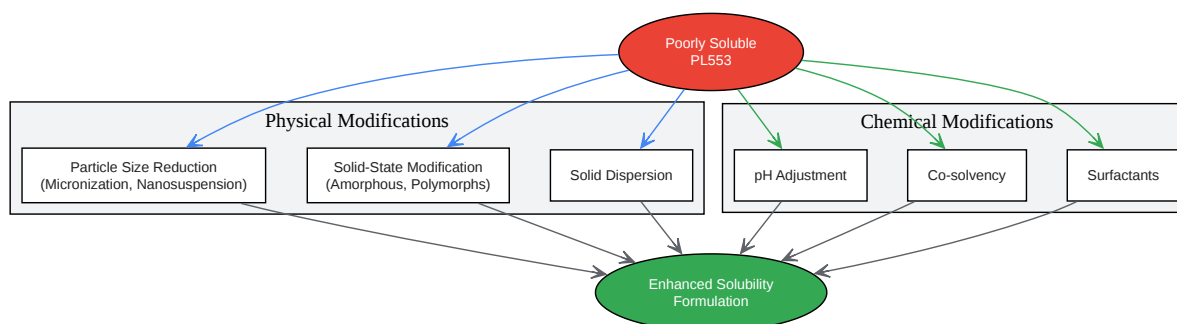 Poorly Soluble
PL553
Physical Modifications
Chemical Modifications
Particle Size Reduction
(Micronization, Nanosuspension)
Solid-State Modification
(Amorphous, Polymorphs)
Solid Dispersion
pH Adjustment
Co-solvency
Surfactants
Enhanced Solubility
Formulation